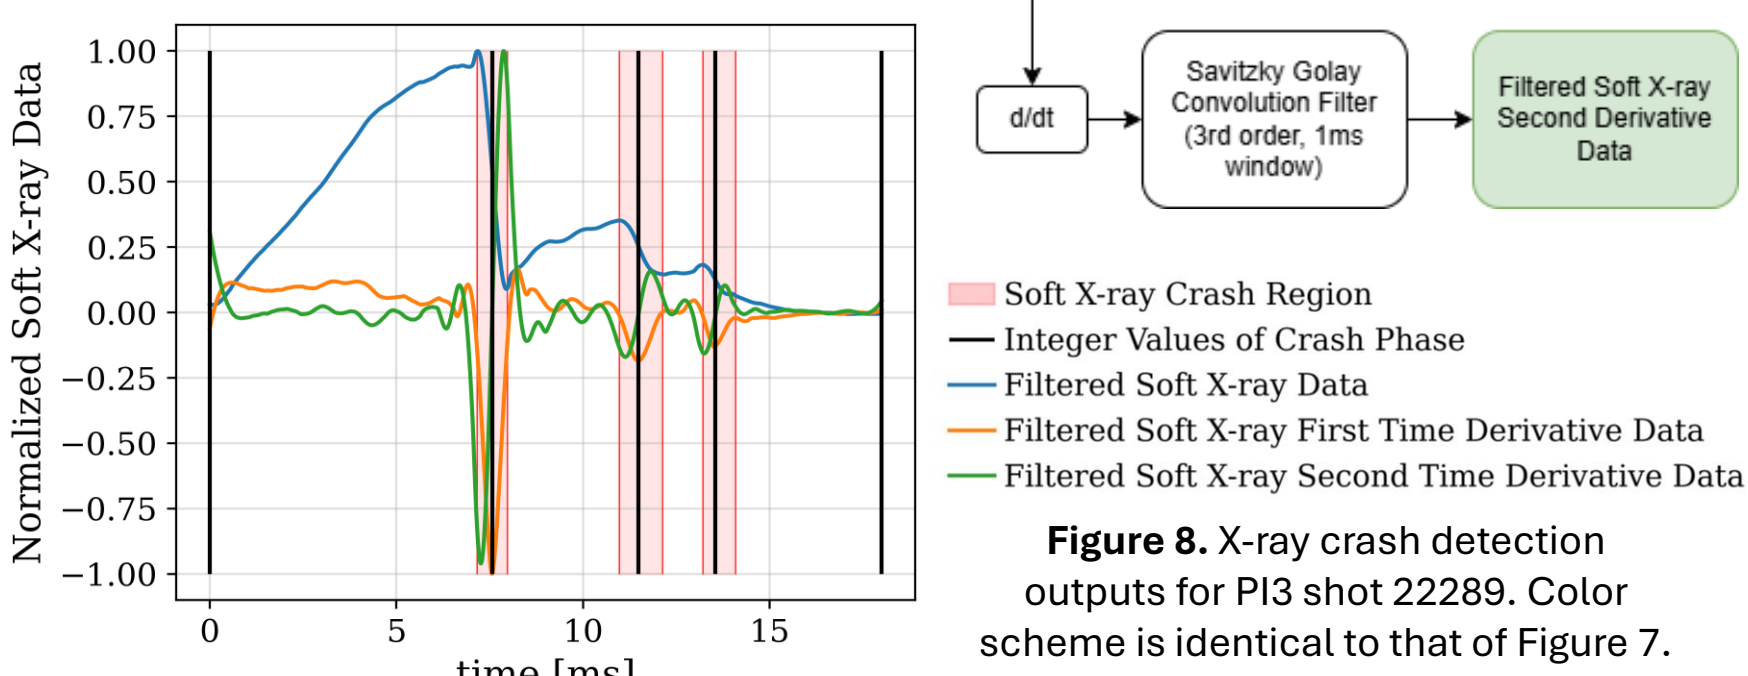 Normalized Soft X-ray Data
1.00
0.75
0.50
0.25
0.00
−0.25
−0.50
−0.75
−1.00
0
5
10
15
time [ms]
d/dt
Savitzky Golay
Convolution Filter
(3rd order, 1ms
window)
Filtered Soft X-ray
Second Derivative
Data
Soft X-ray Crash Region
Integer Values of Crash Phase
Filtered Soft X-ray Data
Filtered Soft X-ray First Time Derivative Data
Filtered Soft X-ray Second Time Derivative Data
Figure 8. X-ray crash detection
outputs for PI3 shot 22289. Color
scheme is identical to that of Figure 7.